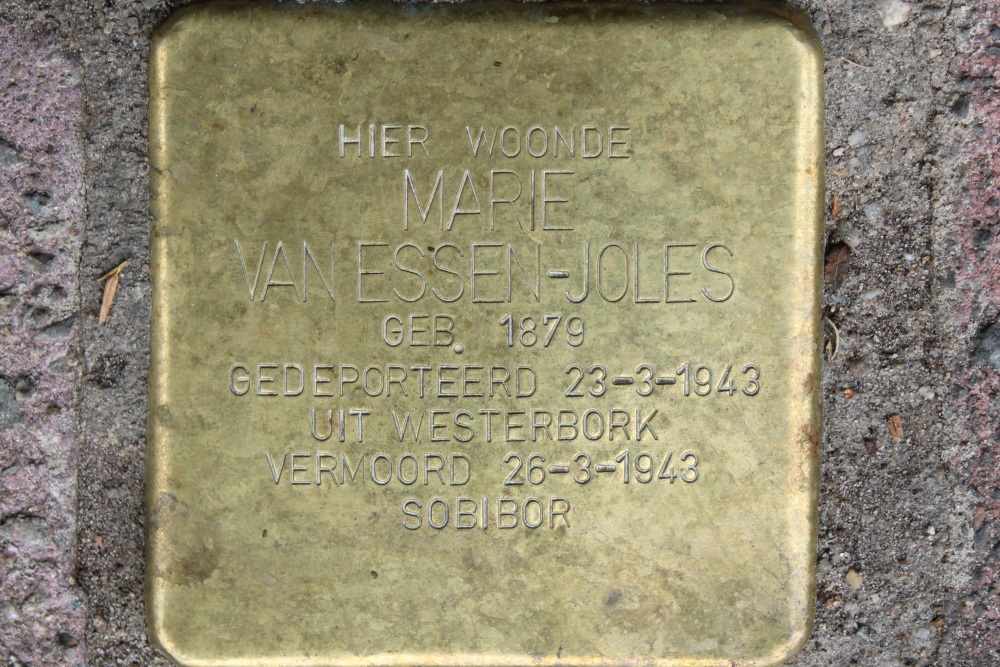 HIER WOONDE
MARIE
VAN ESSEN-JOLES
GEB. 1879
GEDEPORTEERD 23-3-1943
UIT WESTERBORK
VERMOORD 26-3-1943
SOBIBOR